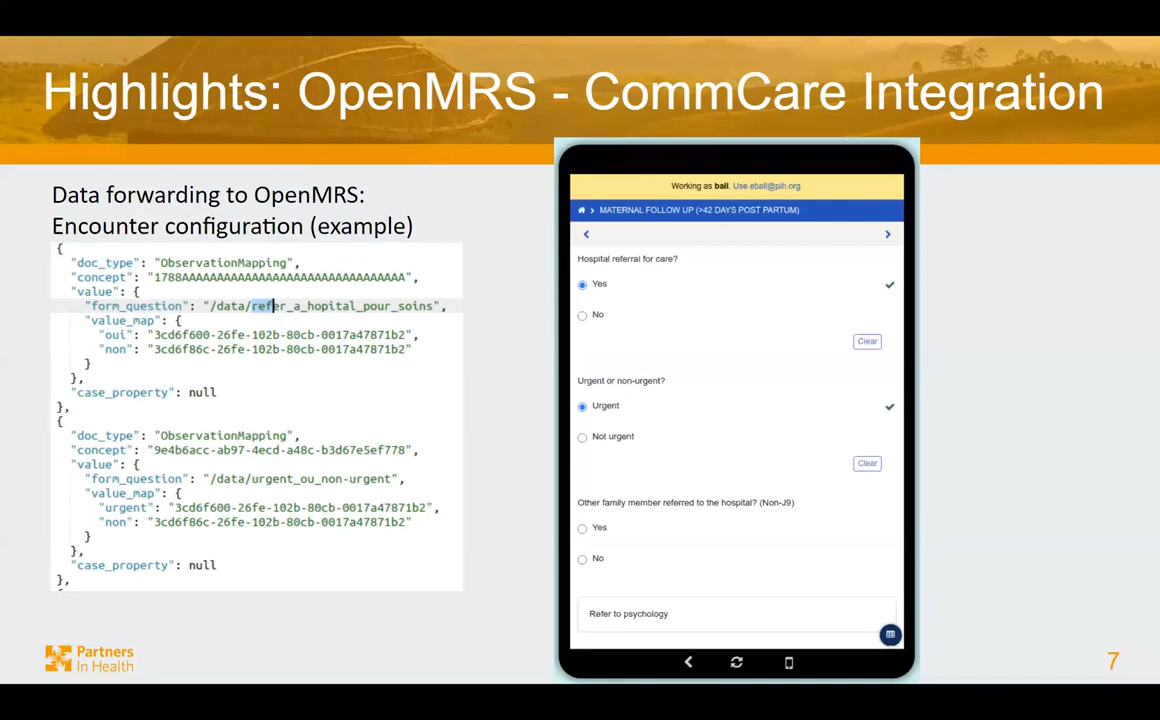 Highlights: OpenMRS - CommCare Integration
Data forwarding to OpenMRS:
Encounter configuration (example)
{
"doc_type": "ObservationMapping",
"concept": "1788AAAAAAAAAAAAAAAAAAAAAAAAAAAAAAAA",
"value": {
"form_question": "/data/refer_a_hopital_pour_soins",
"value_map": {
"oui": "3cd6f600-26fe-102b-80cb-0017a47871b2",
"non": "3cd6f86c-26fe-102b-80cb-0017a47871b2"
}
},
"case_property": null
},
{
"doc_type": "ObservationMapping",
"concept": "9e4b6acc-ab97-4ecd-a48c-b3d67e5ef778",
"value": {
"form_question": "/data/urgent_ou_non-urgent",
"value_map": {
"urgent": "3cd6f600-26fe-102b-80cb-0017a47871b2",
"non": "3cd6f86c-26fe-102b-80cb-0017a47871b2"
}
},
"case_property": null
},
Working as ball. Use eball@pih.org.
MATERNAL FOLLOW UP (>42 DAYS POST PARTUM)
Hospital referral for care?
Yes
No
Clear
Urgent or non-urgent?
Urgent
Not urgent
Clear
Other family member referred to the hospital? (Non-J9)
Yes
No
Refer to psychology
Partners
In Health
7